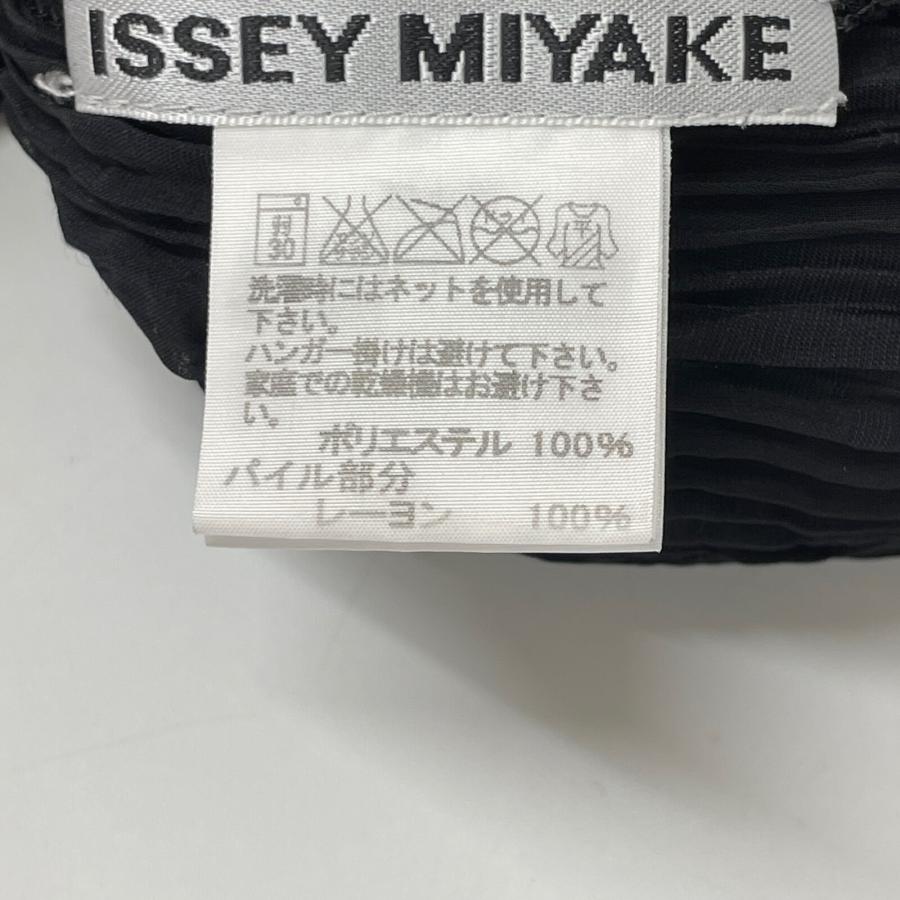 ISSEY MIYAKE
弱
30
平
洗濯時にはネットを使用して
下さい。
ハンガー掛けは避けて下さい。
家庭での乾燥機はお避け下さ
い。
ポリエステル 100%
パイル部分
レーヨン 100%